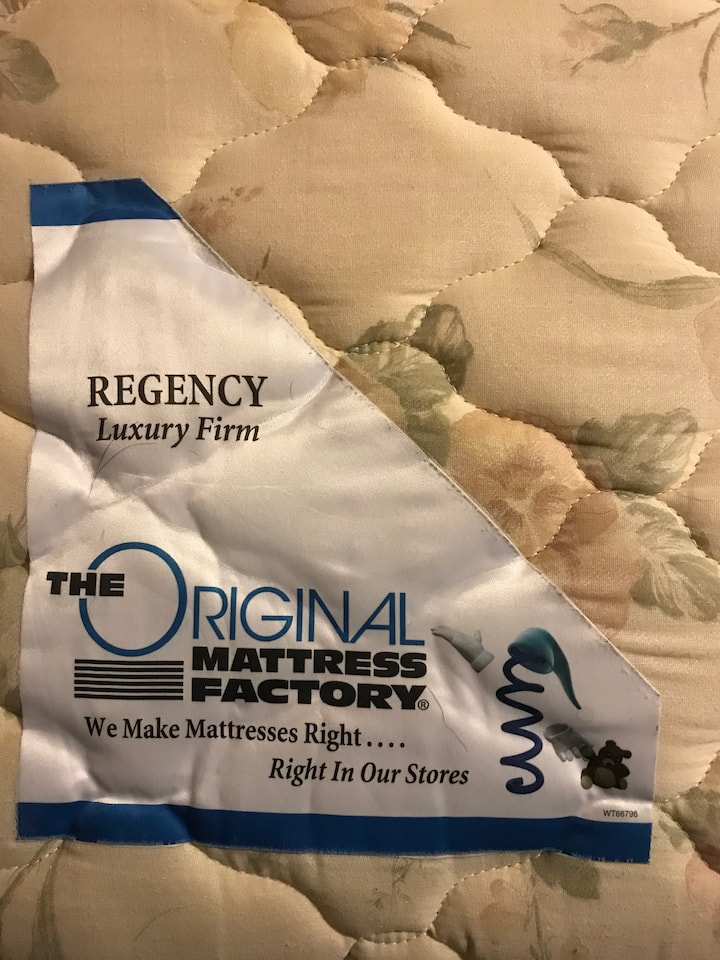 REGENCY
Luxury Firm
THE ORIGINAL
MATTRESS
FACTORY®
We Make Mattresses Right....
Right In Our Stores
WT66796